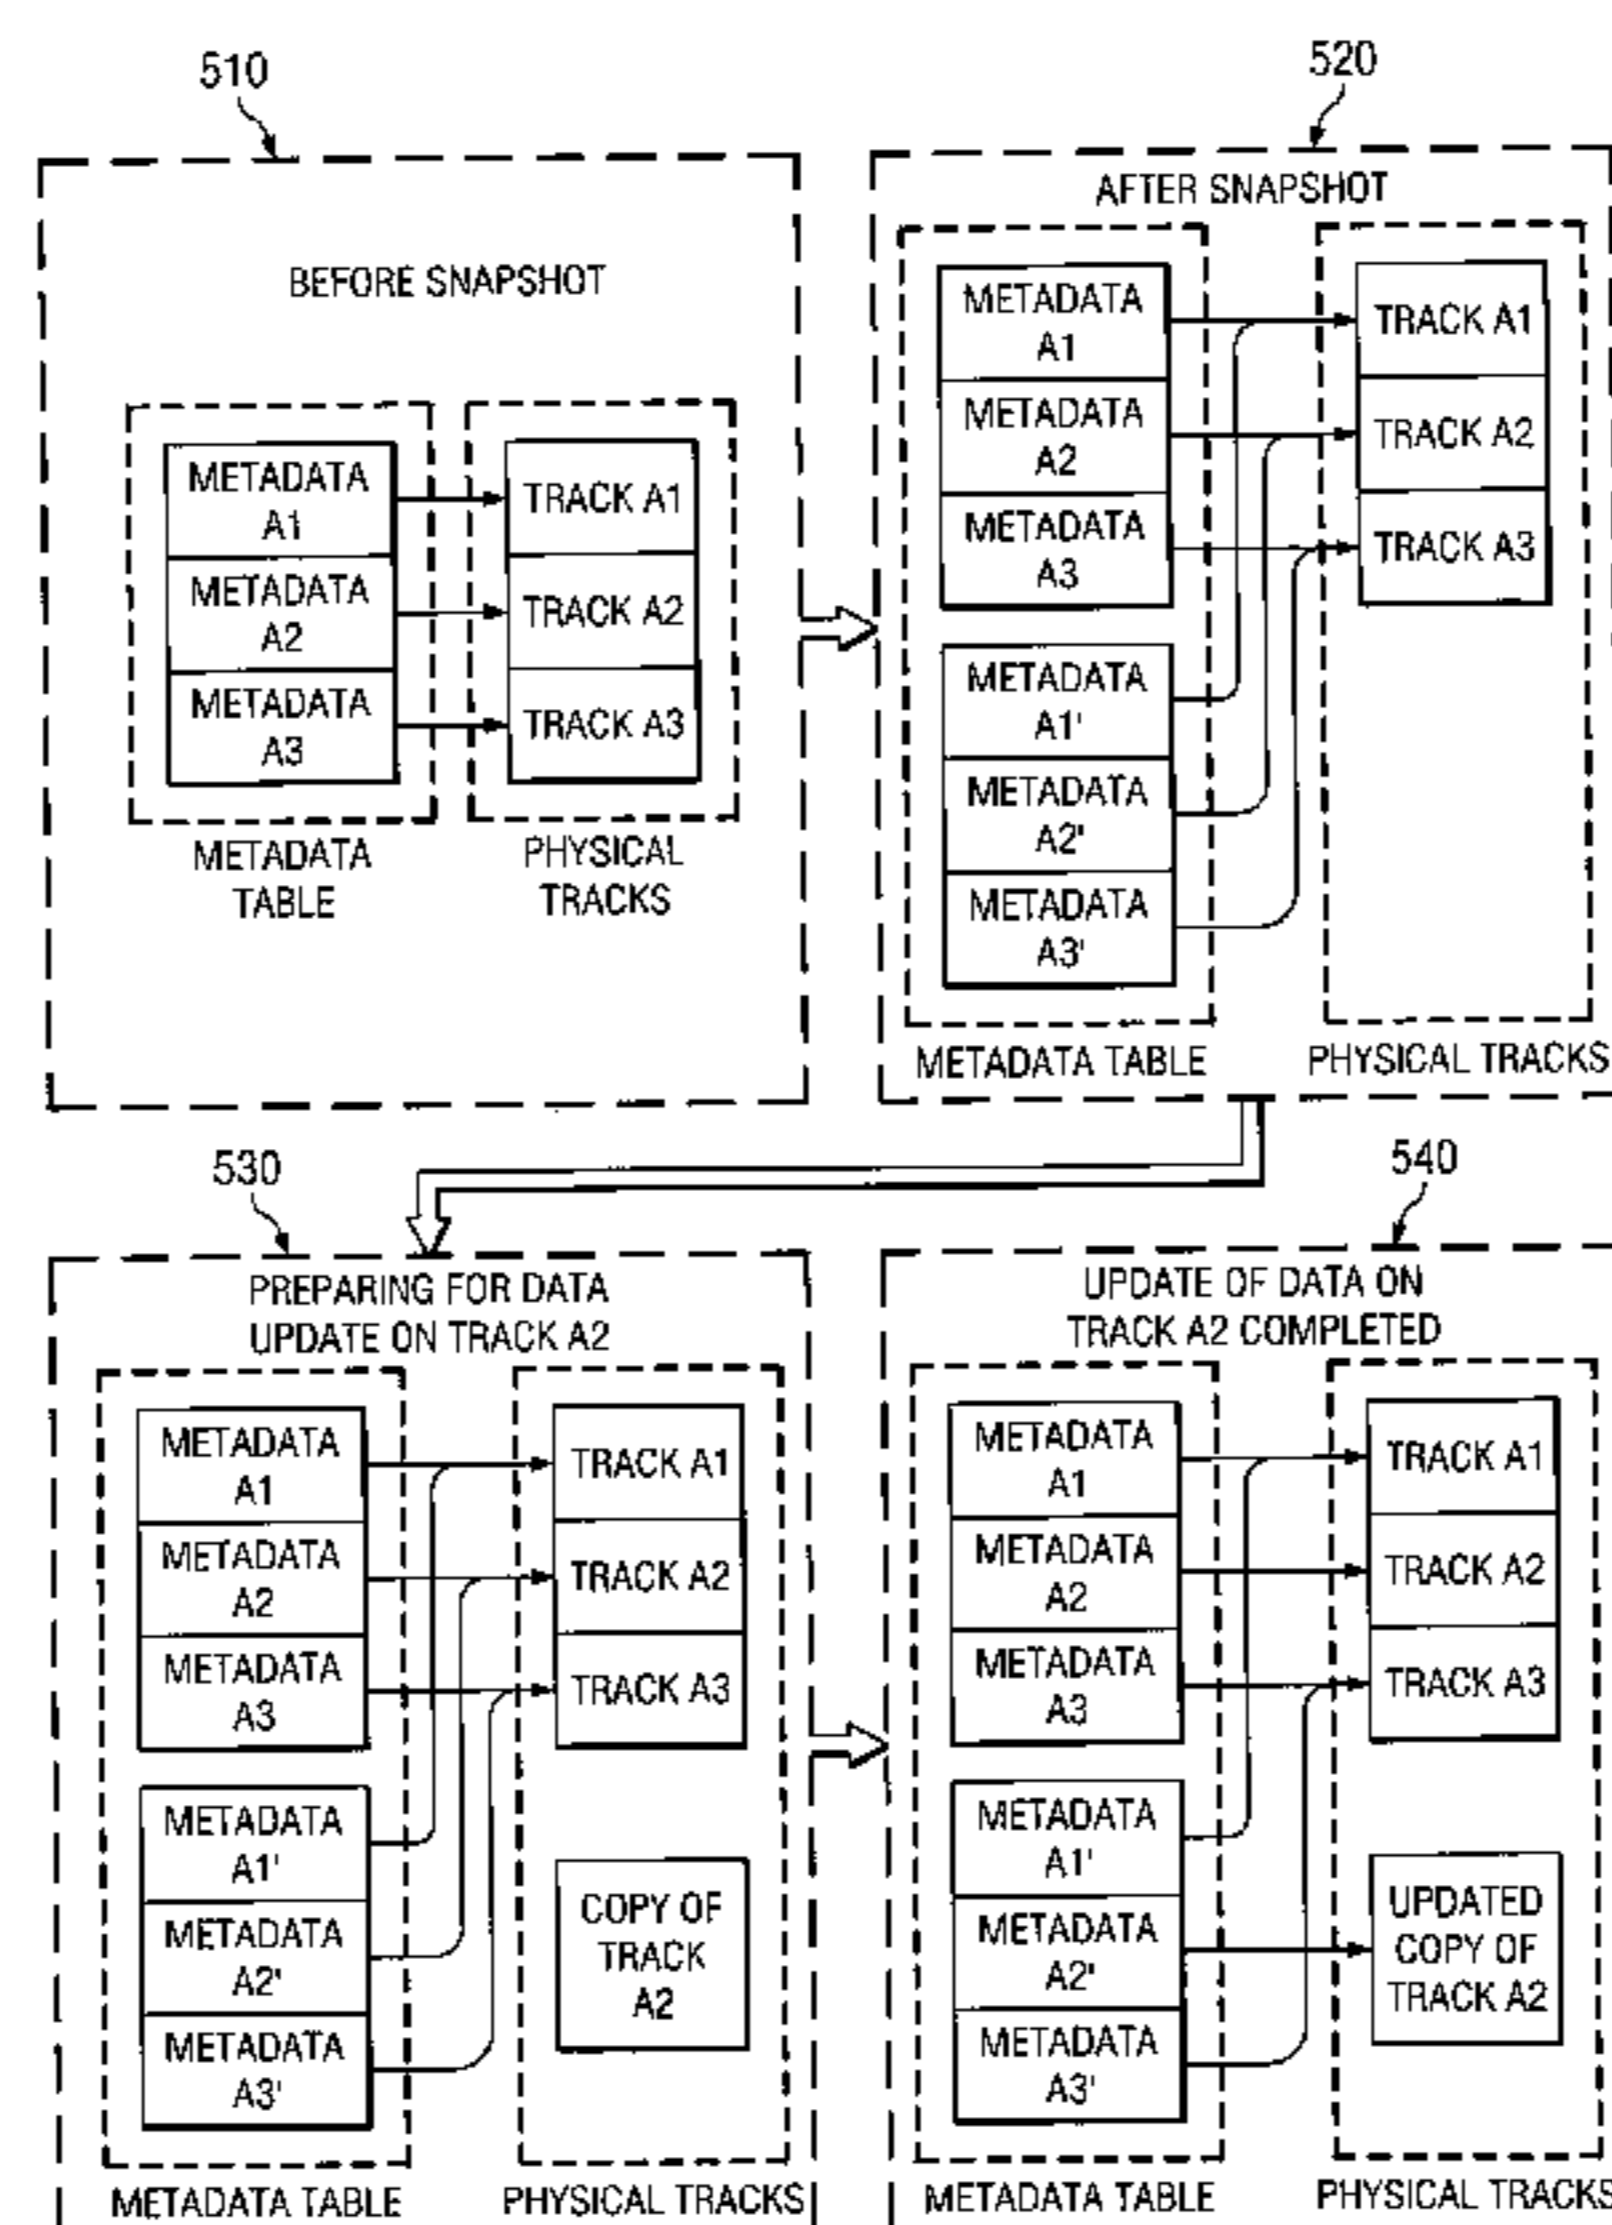 510
BEFORE SNAPSHOT
METADATA
A1
METADATA
A2
METADATA
A3
TRACK A1
TRACK A2
TRACK A3
METADATA
TABLE
PHYSICAL
TRACKS
520
AFTER SNAPSHOT
METADATA
A1
METADATA
A2
METADATA
A3
METADATA
A1'
METADATA
A2'
METADATA
A3'
TRACK A1
TRACK A2
TRACK A3
METADATA TABLE
PHYSICAL TRACKS
530
PREPARING FOR DATA
UPDATE ON TRACK A2
METADATA
A1
METADATA
A2
METADATA
A3
METADATA
A1'
METADATA
A2'
METADATA
A3'
TRACK A1
TRACK A2
TRACK A3
COPY OF
TRACK
A2
METADATA TABLE
PHYSICAL TRACKS
540
UPDATE OF DATA ON
TRACK A2 COMPLETED
METADATA
A1
METADATA
A2
METADATA
A3
METADATA
A1'
METADATA
A2'
METADATA
A3'
TRACK A1
TRACK A2
TRACK A3
UPDATED
COPY OF
TRACK A2
METADATA TABLE
PHYSICAL TRACKS